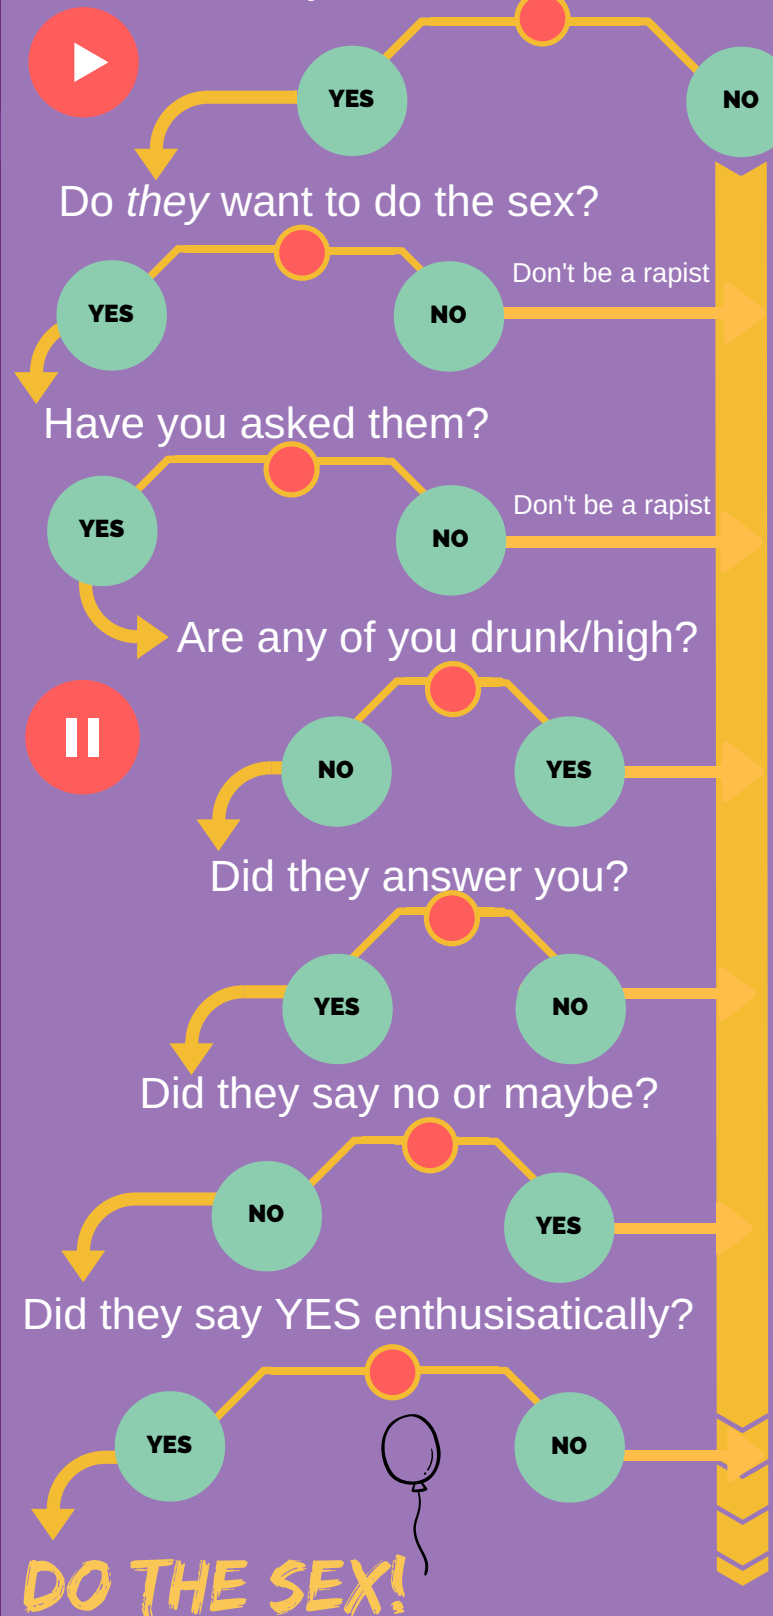 YES
NO
Do they want to do the sex?
YES
NO
Don't be a rapist
Have you asked them?
YES
NO
Don't be a rapist
Are any of you drunk/high?
NO
YES
Did they answer you?
YES
NO
Did they say no or maybe?
NO
YES
Did they say YES enthusisatically?
YES
NO
DO THE SEX!